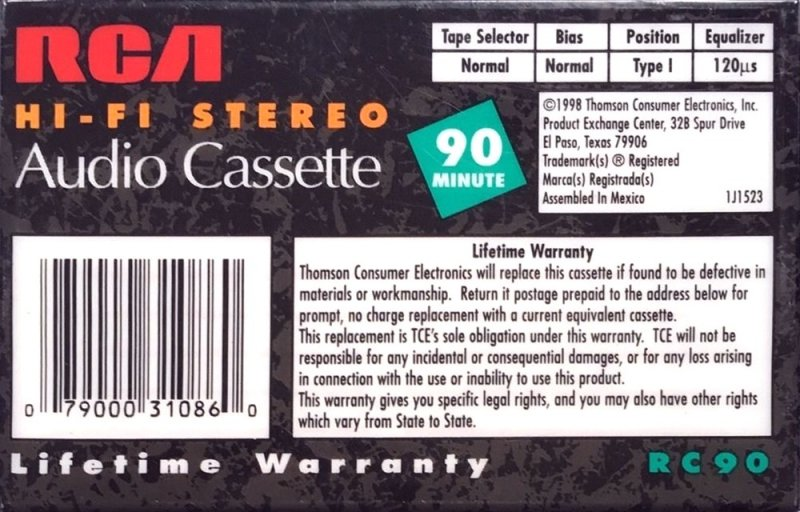 RCA
HI-FI STEREO
Audio Cassette
90
MINUTE
Tape Selector Bias Position Equalizer
Normal Normal Type I 120µs
©1998 Thomson Consumer Electronics, Inc.
Product Exchange Center, 32B Spur Drive
El Paso, Texas 79906
Trademark(s) ® Registered
Marca(s) Registrada(s)
Assembled In Mexico 1J1523
0 79000 31086 0
Lifetime Warranty
Thomson Consumer Electronics will replace this cassette if found to be defective in
materials or workmanship. Return it postage prepaid to the address below for
prompt, no charge replacement with a current equivalent cassette.
This replacement is TCE's sole obligation under this warranty. TCE will not be
responsible for any incidental or consequential damages, or for any loss arising
in connection with the use or inability to use this product.
This warranty gives you specific legal rights, and you may also have other rights
which vary from State to State.
Lifetime Warranty RC90